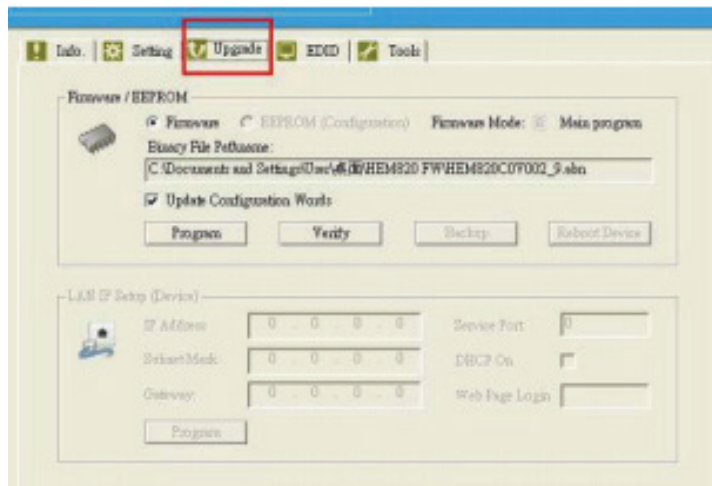 Info. Setting Upgrade EDID Tools
Firmware / EEPROM
Firmware EEPROM (Configuration) Firmware Mode: Main program
Binary File Pathname:
C:\Documents and Settings\User\桌面\HEM820 FW\HEM820C07002_9.sbn
Update Configuration Words
Program Verify Backup Reboot Device
LAN IP Setup (Device)
IP Address 0 . 0 . 0 . 0 Service Port 0
Subnet Mask 0 . 0 . 0 . 0 DHCP On
Gateway 0 . 0 . 0 . 0 Web Page Login
Program